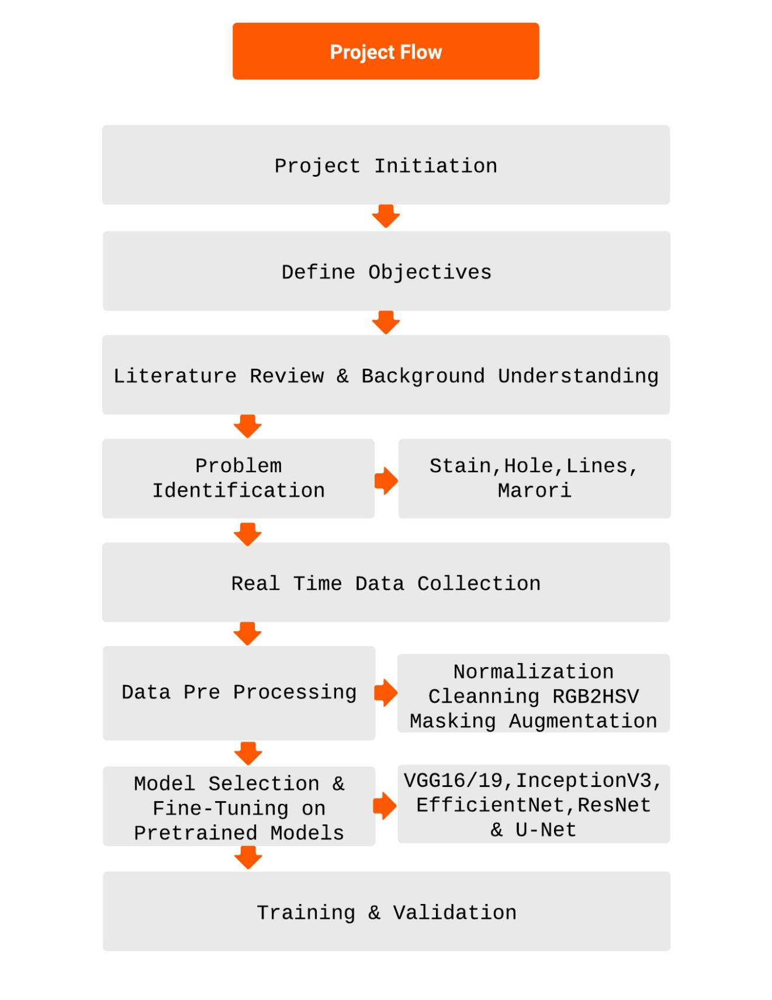 Project Flow
Project Initiation
Define Objectives
Literature Review & Background Understanding
Problem
Identification
Stain,Hole,Lines,
Marori
Real Time Data Collection
Data Pre Processing
Normalization
Cleanning RGB2HSV
Masking Augmentation
Model Selection &
Fine-Tuning on
Pretrained Models
VGG16/19,InceptionV3,
EfficientNet,ResNet
& U-Net
Training & Validation